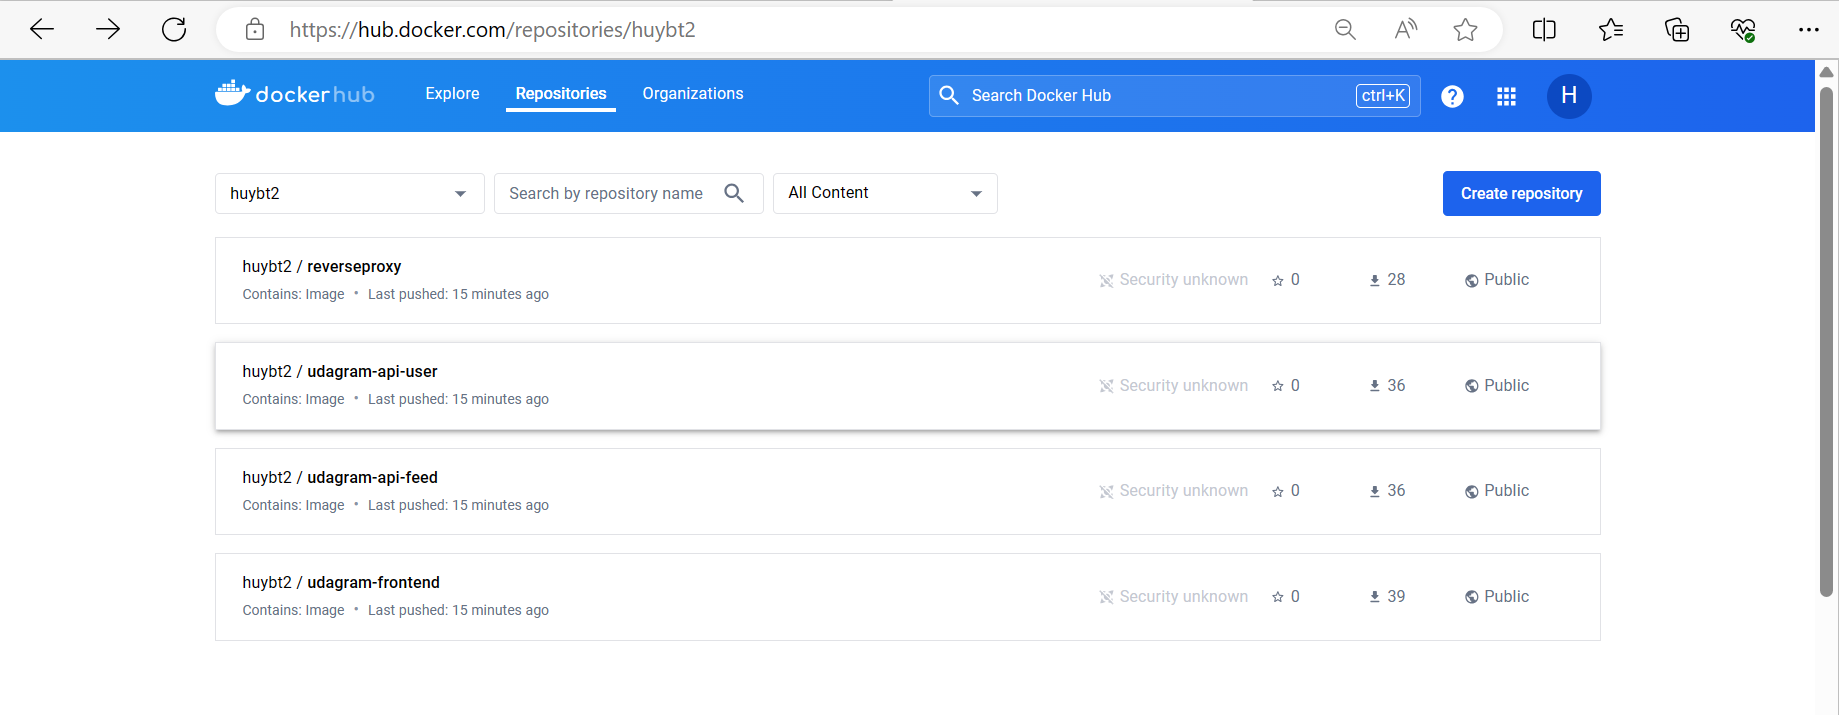 https://hub.docker.com/repositories/huybt2
docker hub Explore Repositories Organizations Search Docker Hub ctrl+K ? H
huybt2 Search by repository name All Content Create repository
huybt2 / reverseproxy
Contains: Image • Last pushed: 15 minutes ago
Security unknown 0 28 Public
huybt2 / udagram-api-user
Contains: Image • Last pushed: 15 minutes ago
Security unknown 0 36 Public
huybt2 / udagram-api-feed
Contains: Image • Last pushed: 15 minutes ago
Security unknown 0 36 Public
huybt2 / udagram-frontend
Contains: Image • Last pushed: 15 minutes ago
Security unknown 0 39 Public